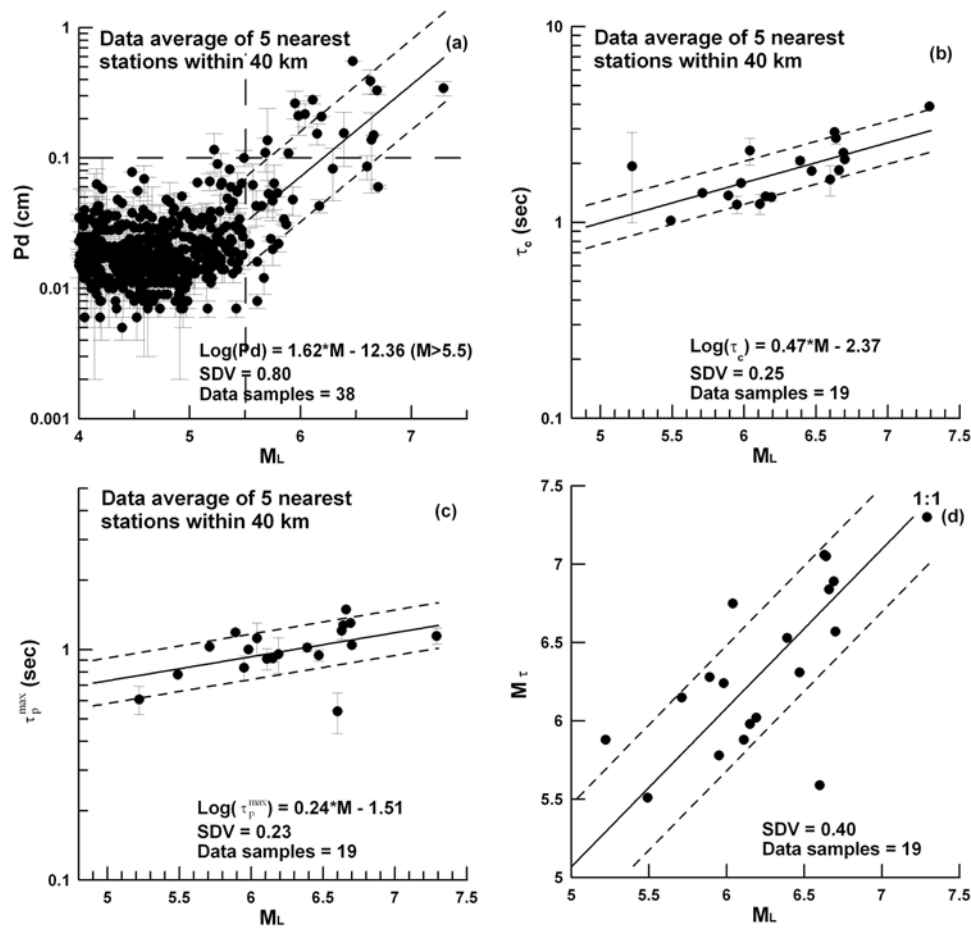 Data average of 5 nearest
stations within 40 km
(a)
1
0.1
0.01
0.001
Pd (cm)
Log(Pd) = 1.62*M - 12.36 (M>5.5)
SDV = 0.80
Data samples = 38
4
5
6
7
ML
Data average of 5 nearest
stations within 40 km
(b)
10
1
0.1
τc (sec)
Log(τc) = 0.47*M - 2.37
SDV = 0.25
Data samples = 19
5
5.5
6
6.5
7
7.5
ML
Data average of 5 nearest
stations within 40 km
(c)
1
0.1
τp max (sec)
Log(τp max) = 0.24*M - 1.51
SDV = 0.23
Data samples = 19
5
5.5
6
6.5
7
7.5
ML
7.5
7
6.5
6
5.5
5
Mτ
1:1
(d)
SDV = 0.40
Data samples = 19
5
5.5
6
6.5
7
7.5
ML